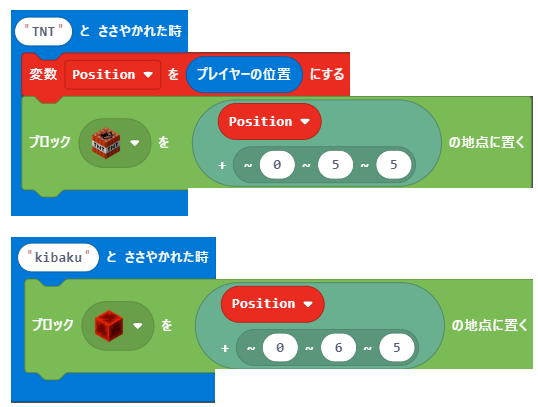 "TNT" と ささやかれた時
変数 Position ▼ を プレイヤーの位置 にする
Position ▼
ブロック ▼ を の地点に置く
+ ~ 0 ~ 5 ~ 5
"kibaku" と ささやかれた時
Position ▼
ブロック ▼ を の地点に置く
+ ~ 0 ~ 6 ~ 5